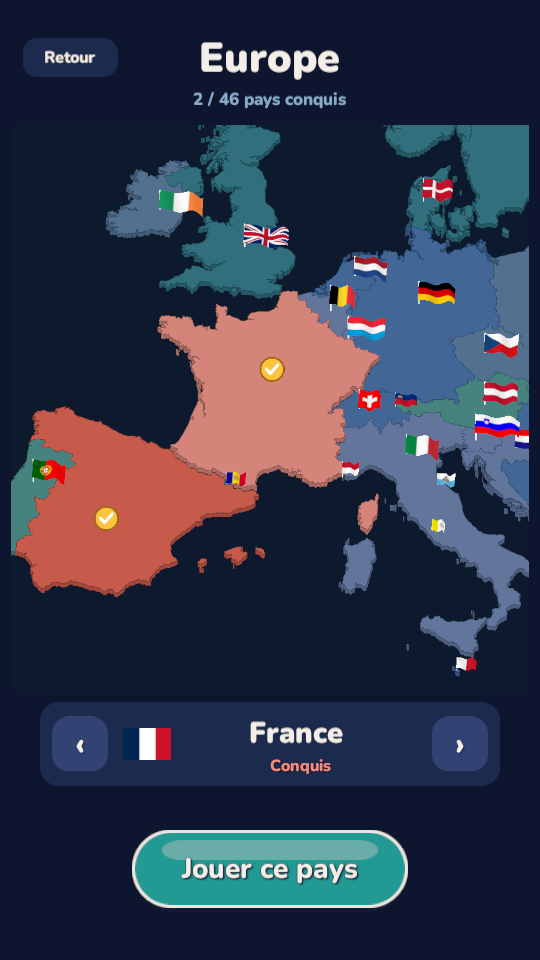 Retour
Europe
2 / 46 pays conquis
‹
France
›
Conquis
Jouer ce pays